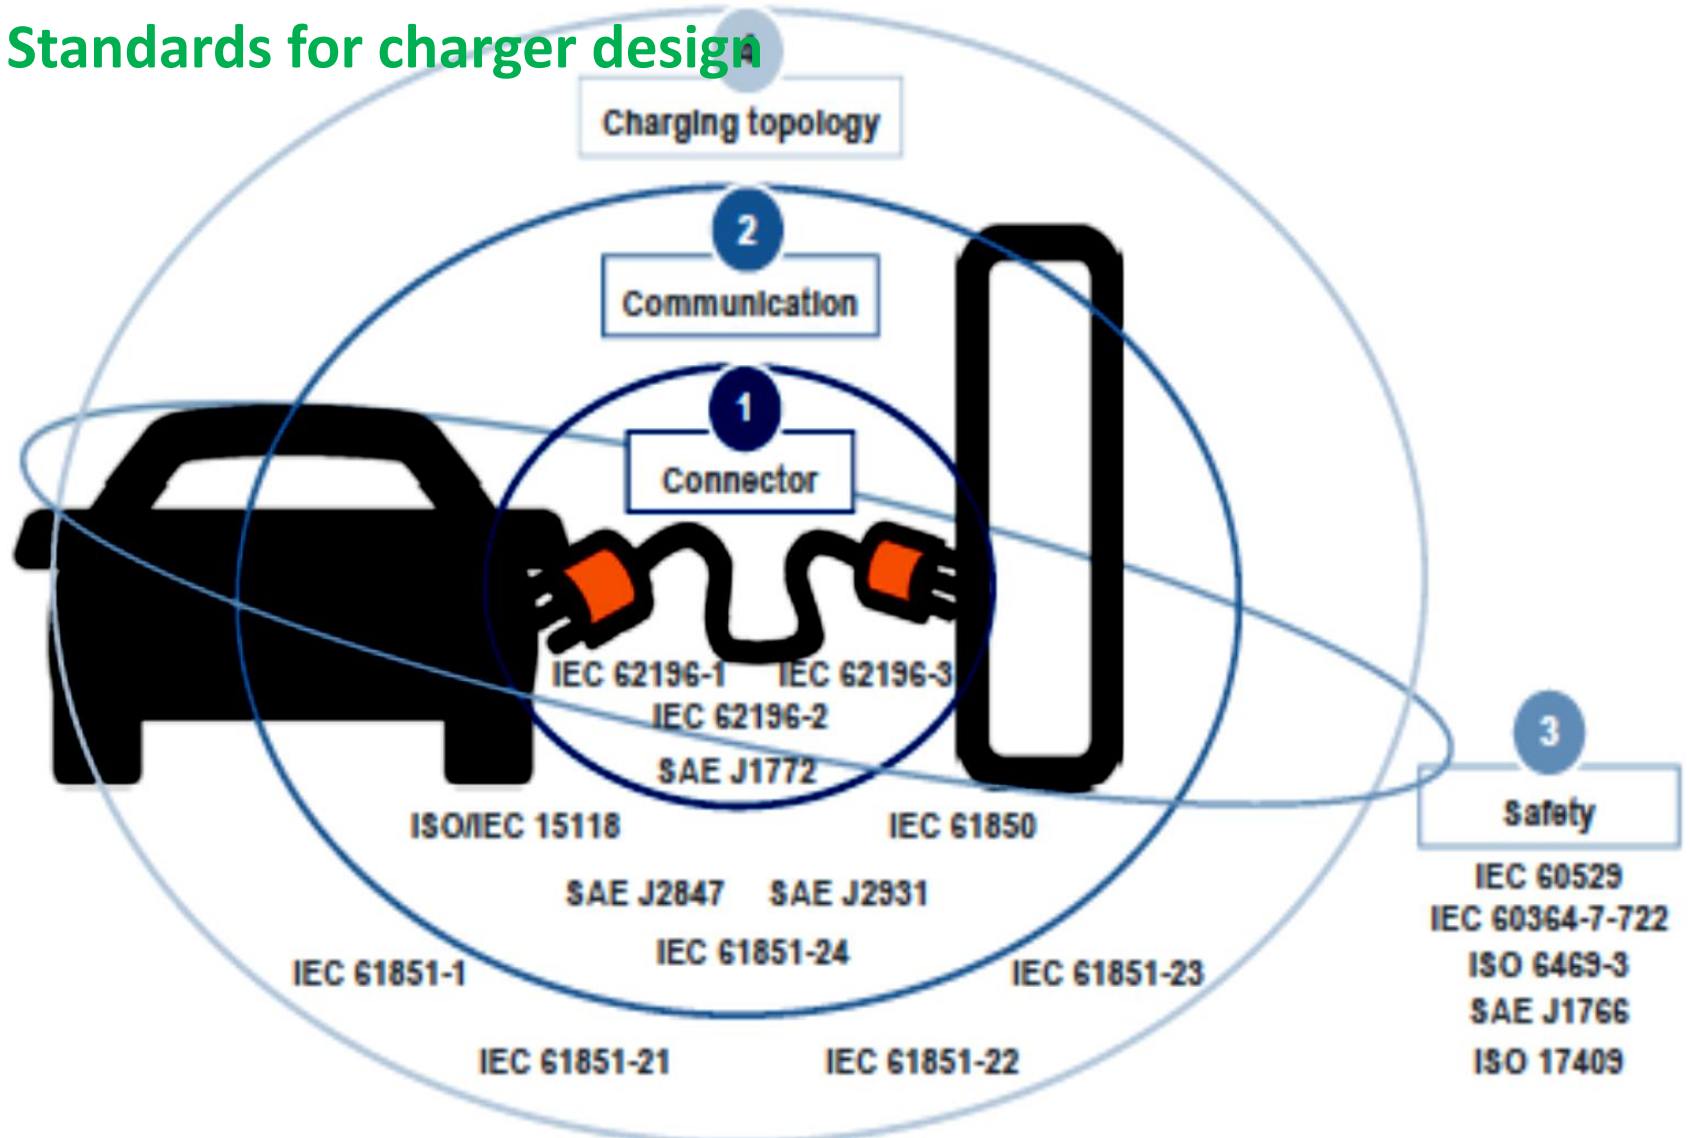 Standards for charger design
4
Charging topology
2
Communication
1
Connector
IEC 62196-1 IEC 62196-3
IEC 62196-2
SAE J1772
ISO/IEC 15118 IEC 61850
SAE J2847 SAE J2931
IEC 61851-24
IEC 61851-1 IEC 61851-23
IEC 61851-21 IEC 61851-22
3
Safety
IEC 60529
IEC 60364-7-722
ISO 6469-3
SAE J1766
ISO 17409